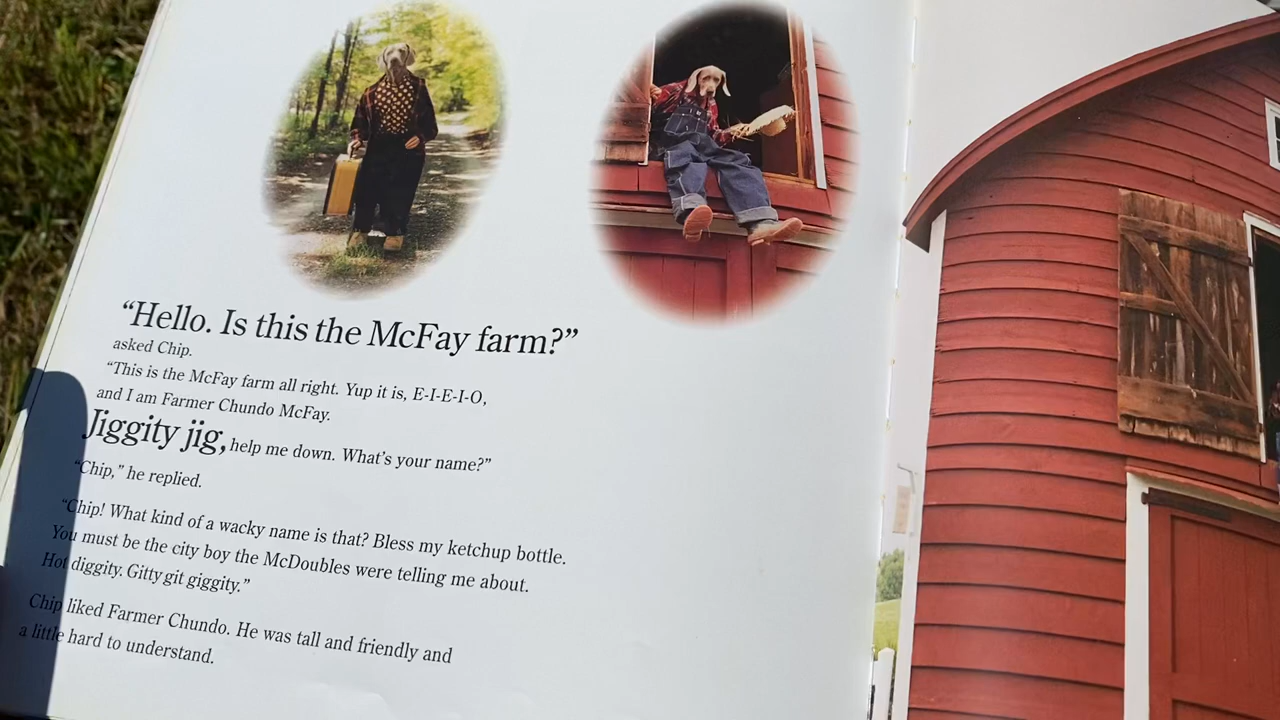 “Hello. Is this the McFay farm?”
asked Chip.
“This is the McFay farm all right. Yup it is, E-I-E-I-O,
and I am Farmer Chundo McFay.
Jiggity jig, help me down. What’s your name?”
“Chip,” he replied.
“Chip! What kind of a wacky name is that? Bless my ketchup bottle.
You must be the city boy the McDoubles were telling me about.
Hot diggity. Gitty git giggity.”
Chip liked Farmer Chundo. He was tall and friendly and
a little hard to understand.